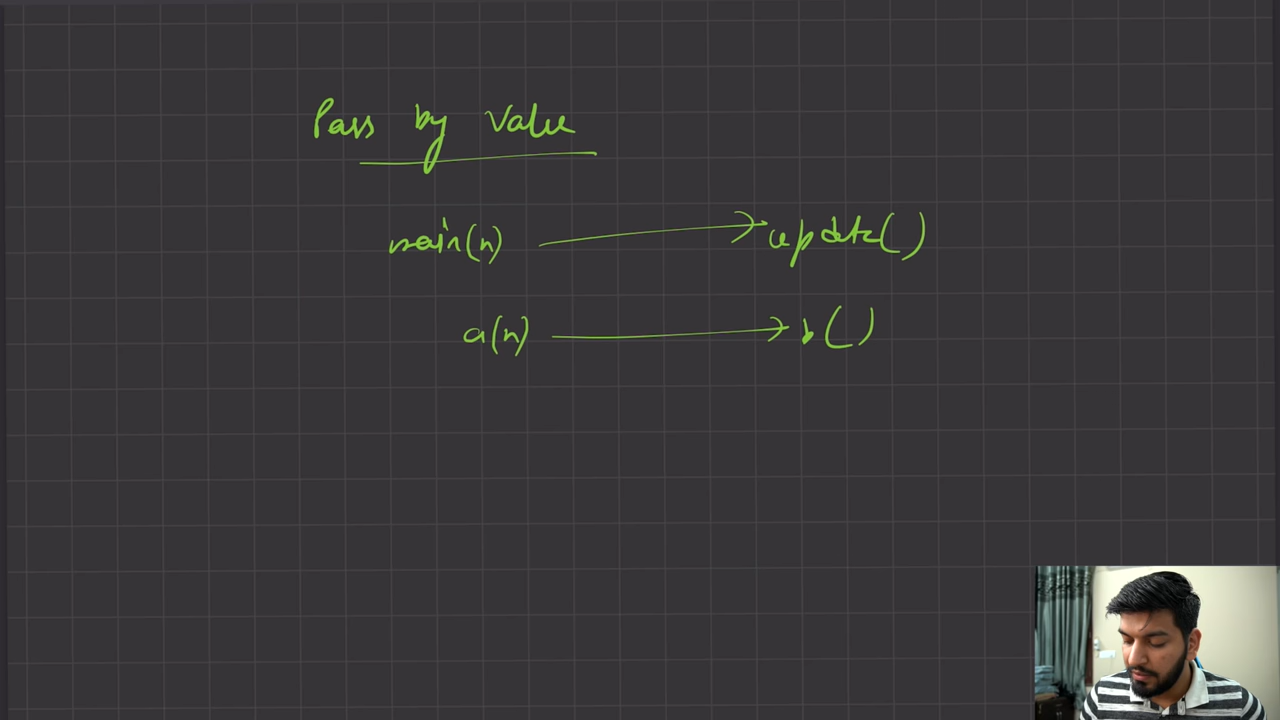 Pass by Value
main(n) → update()
a(n) → b()